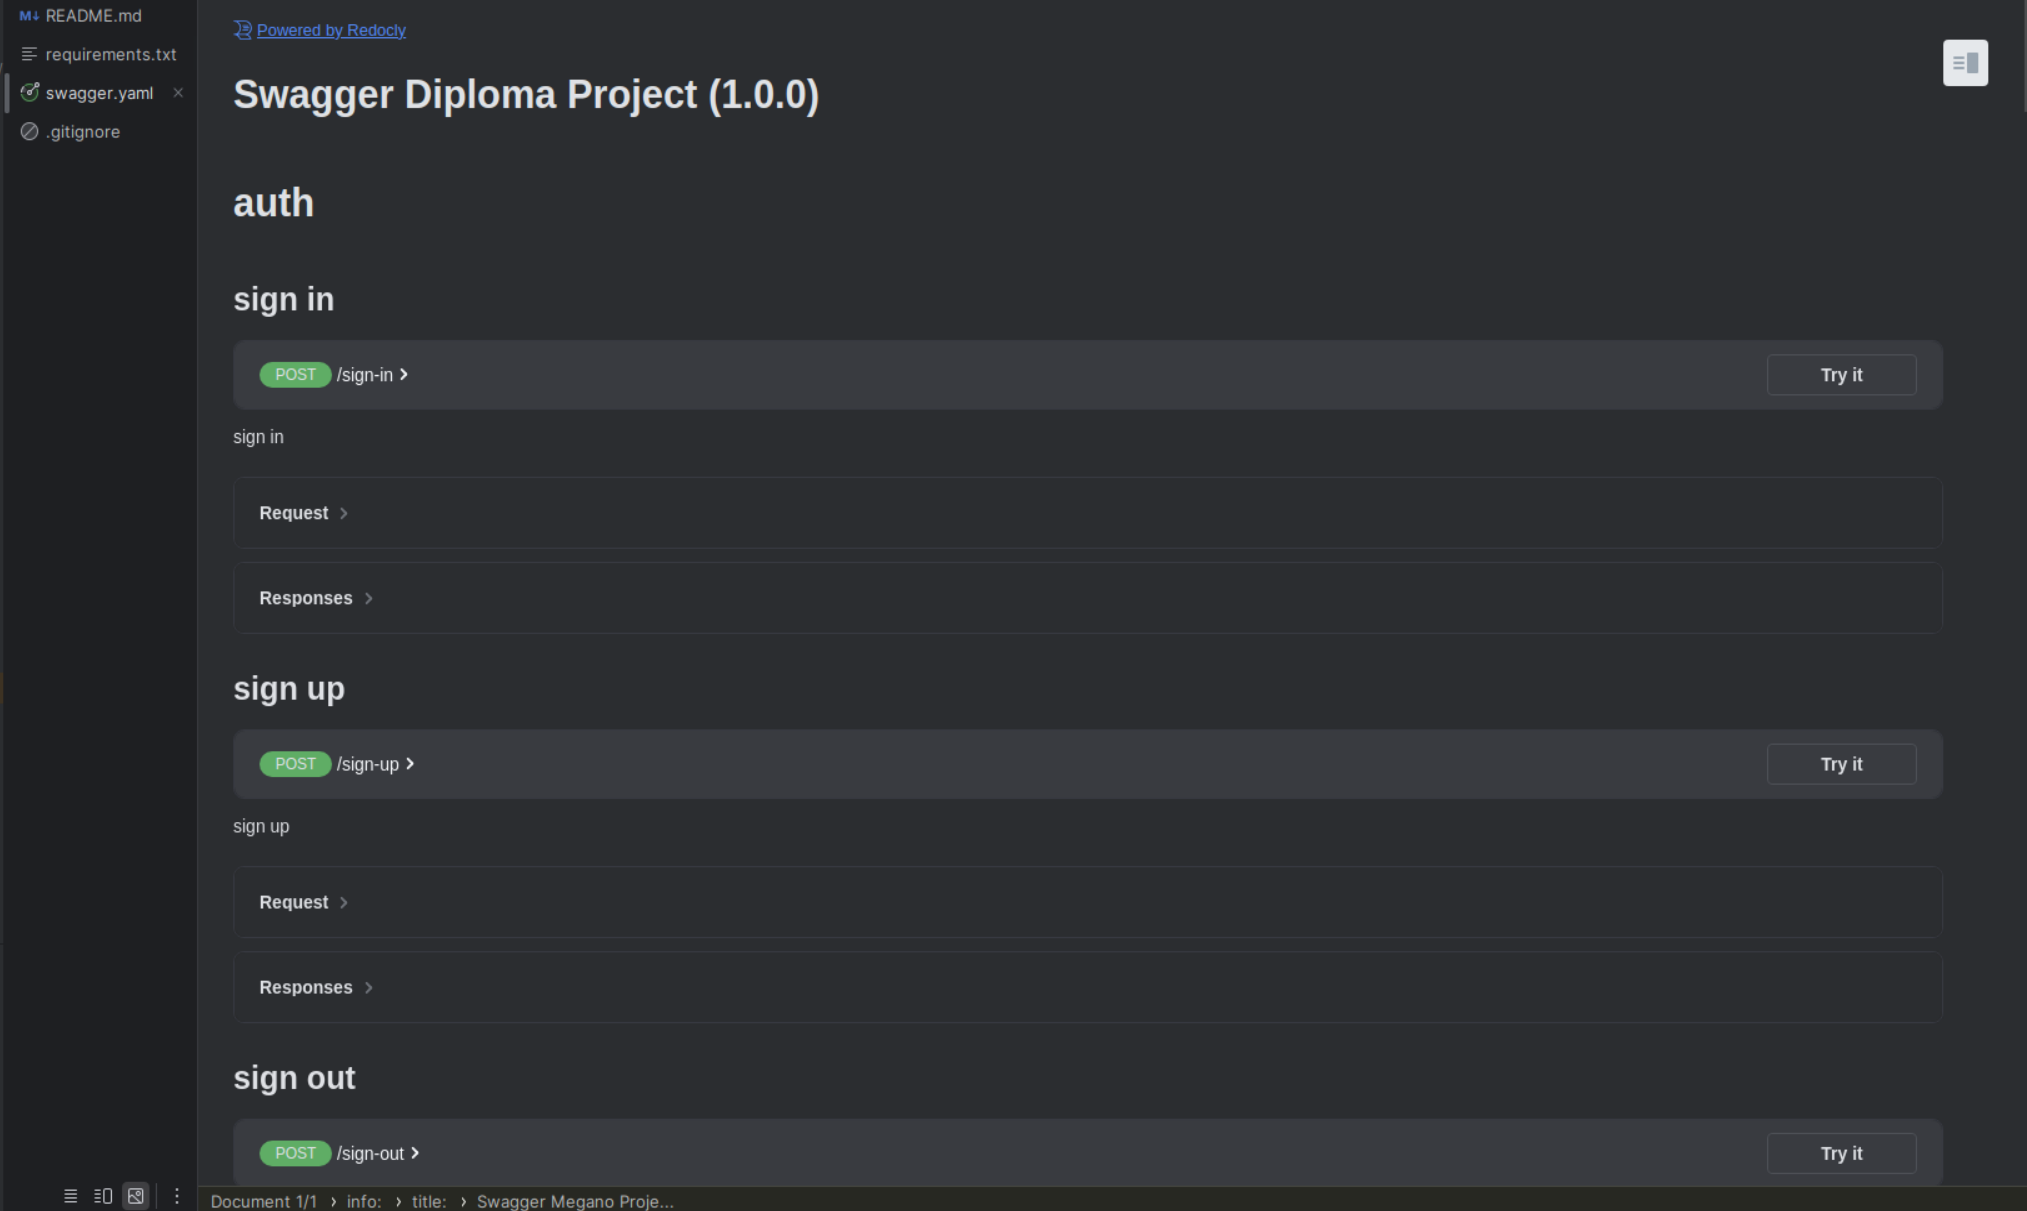 README.md
requirements.txt
swagger.yaml
.gitignore
Powered by Redocly
Swagger Diploma Project (1.0.0)
auth
sign in
POST /sign-in
Try it
sign in
Request
Responses
sign up
POST /sign-up
Try it
sign up
Request
Responses
sign out
POST /sign-out
Try it
Document 1/1 › info: › title: › Swagger Megano Proje...